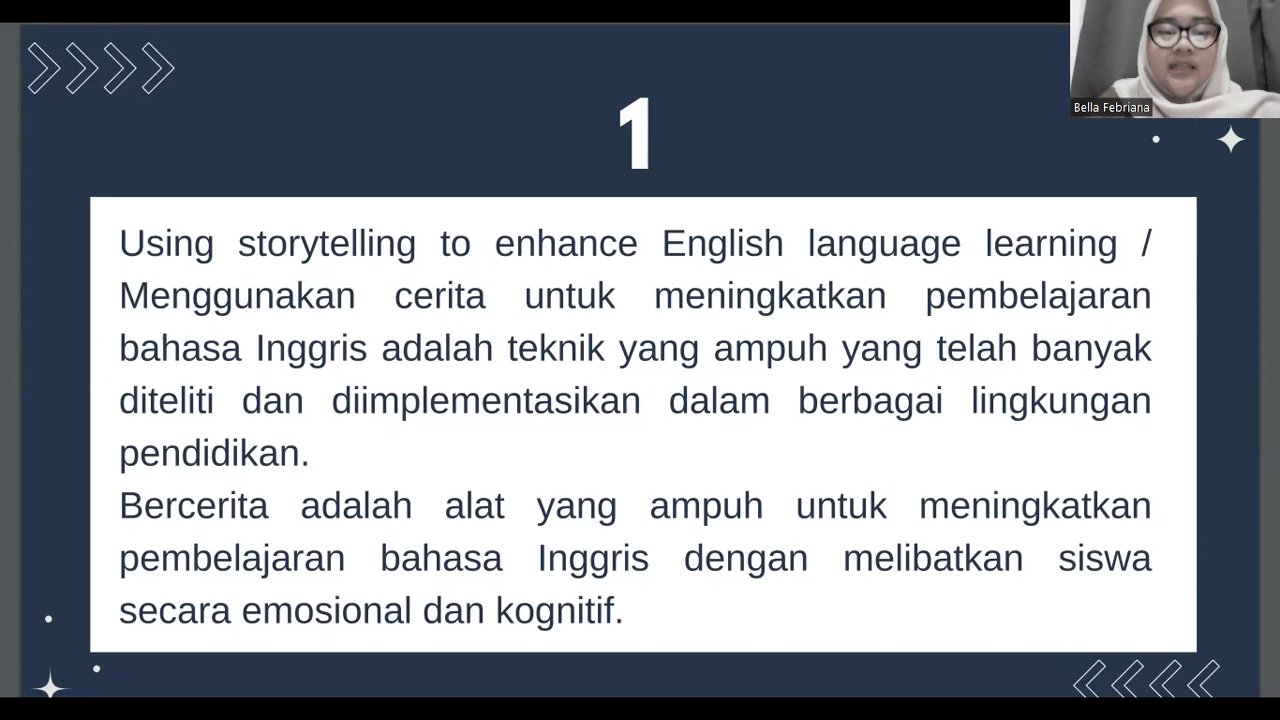 Bella Febriana
1
Using storytelling to enhance English language learning /
Menggunakan cerita untuk meningkatkan pembelajaran
bahasa Inggris adalah teknik yang ampuh yang telah banyak
diteliti dan diimplementasikan dalam berbagai lingkungan
pendidikan.
Bercerita adalah alat yang ampuh untuk meningkatkan
pembelajaran bahasa Inggris dengan melibatkan siswa
secara emosional dan kognitif.